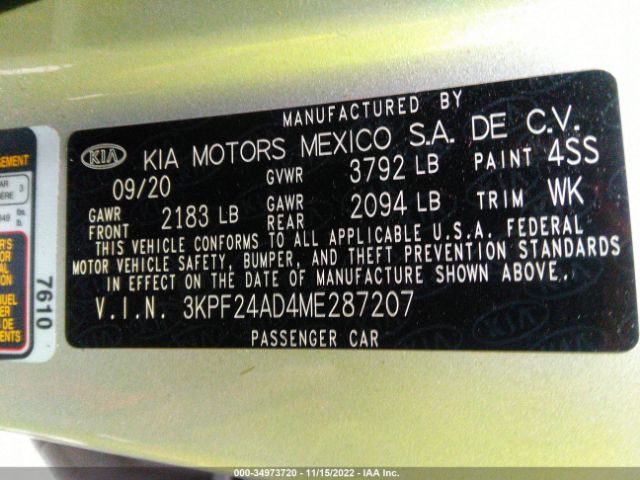 MANUFACTURED BY
KIA KIA MOTORS MEXICO S.A. DE C.V.
09/20 GVWR 3792 LB PAINT 4SS
GAWR FRONT 2183 LB GAWR REAR 2094 LB TRIM WK
THIS VEHICLE CONFORMS TO ALL APPLICABLE U.S.A. FEDERAL
MOTOR VEHICLE SAFETY, BUMPER, AND THEFT PREVENTION STANDARDS
IN EFFECT ON THE DATE OF MANUFACTURE SHOWN ABOVE.
V.I.N. 3KPF24AD4ME287207
PASSENGER CAR
7610
000-34973720 - 11/15/2022 - IAA Inc.